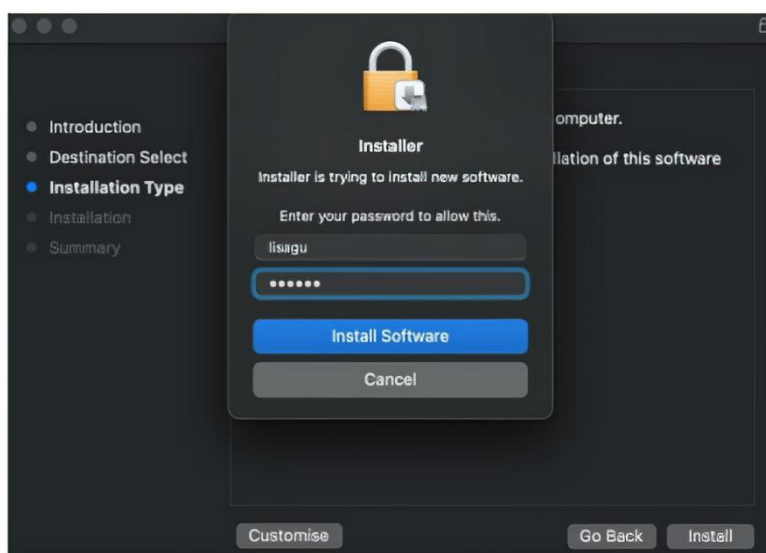 Introduction
Destination Select
Installation Type
Installation
Summary
omputer.
llation of this software
Installer
Installer is trying to install new software.
Enter your password to allow this.
lisagu
••••••
Install Software
Cancel
Customise
Go Back
Install